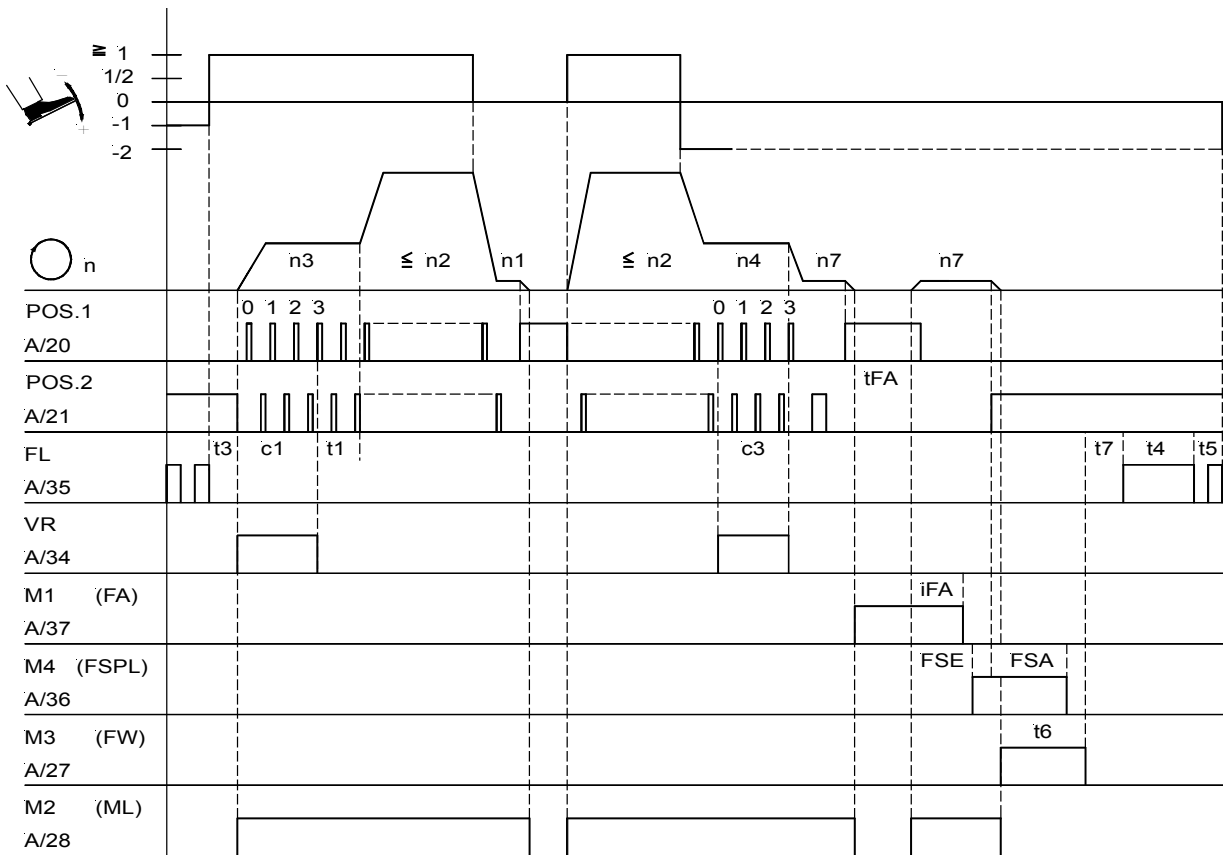 ≧ 1
1/2
0
-1
-2
−
+
n
n3 ≦ n2 n1 ≦ n2 n4 n7 n7
POS.1 0 1 2 3 0 1 2 3
A/20
POS.2 tFA
A/21
FL t3 c1 t1 c3 t7 t4 t5
A/35
VR
A/34
M1 (FA) iFA
A/37
M4 (FSPL) FSE FSA
A/36
M3 (FW) t6
A/27
M2 (ML)
A/28